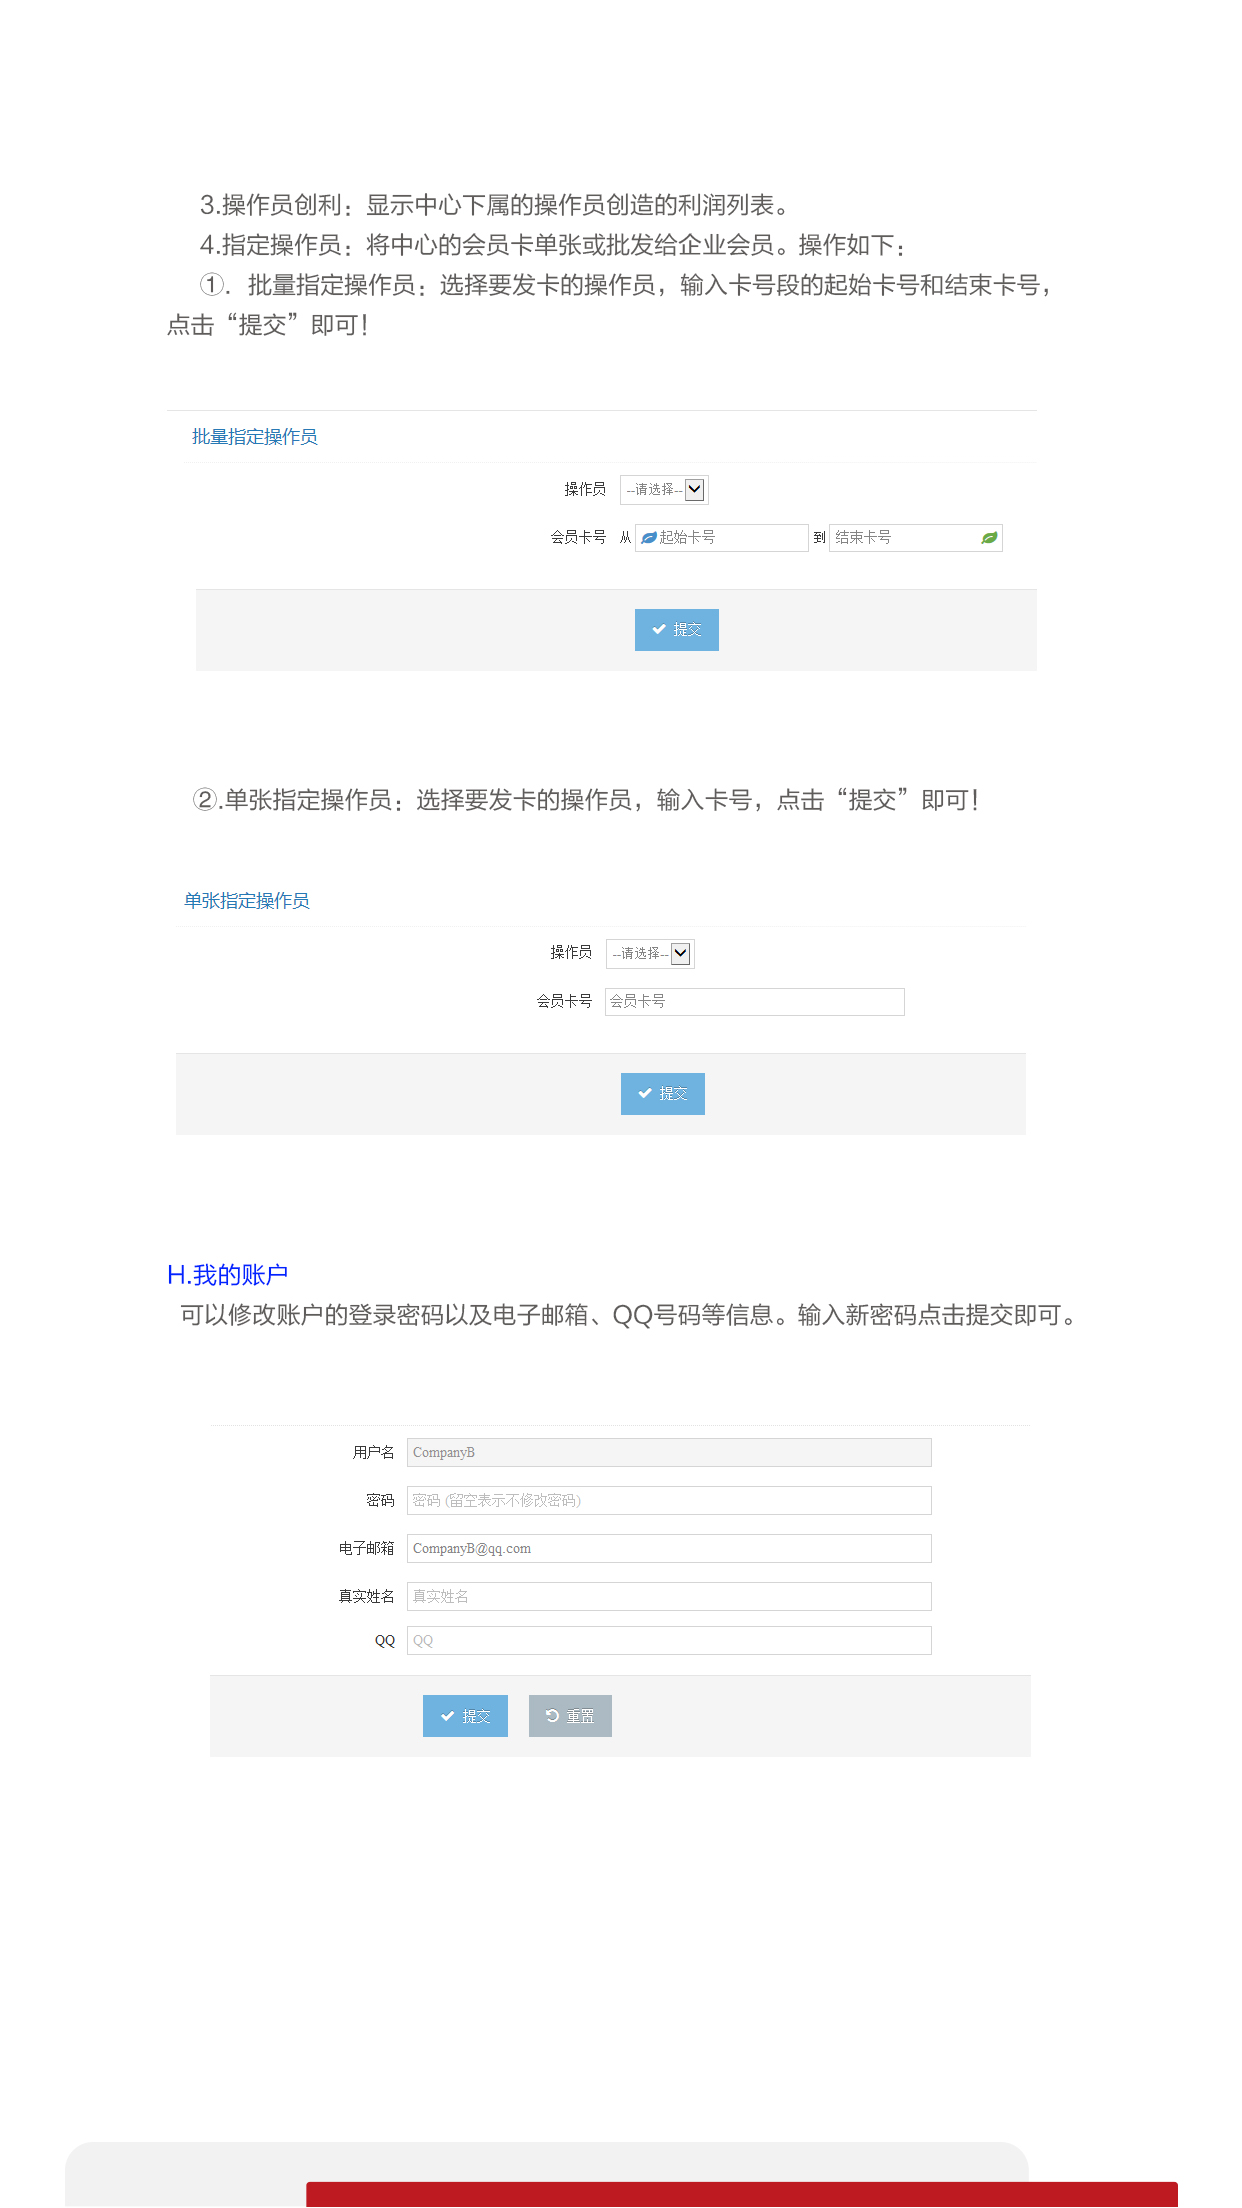 3.操作员创利：显示中心下属的操作员创造的利润列表。
4.指定操作员：将中心的会员卡单张或批发给企业会员。操作如下：
①．批量指定操作员：选择要发卡的操作员，输入卡号段的起始卡号和结束卡号，
点击“提交”即可！
批量指定操作员
操作员 --请选择--
会员卡号 从 起始卡号 到 结束卡号
提交
②.单张指定操作员：选择要发卡的操作员，输入卡号，点击“提交”即可！
单张指定操作员
操作员 --请选择--
会员卡号 会员卡号
提交
H.我的账户
可以修改账户的登录密码以及电子邮箱、QQ号码等信息。输入新密码点击提交即可。
用户名 CompanyB
密码 密码 (留空表示不修改密码)
电子邮箱 CompanyB@qq.com
真实姓名 真实姓名
QQ QQ
提交 重置